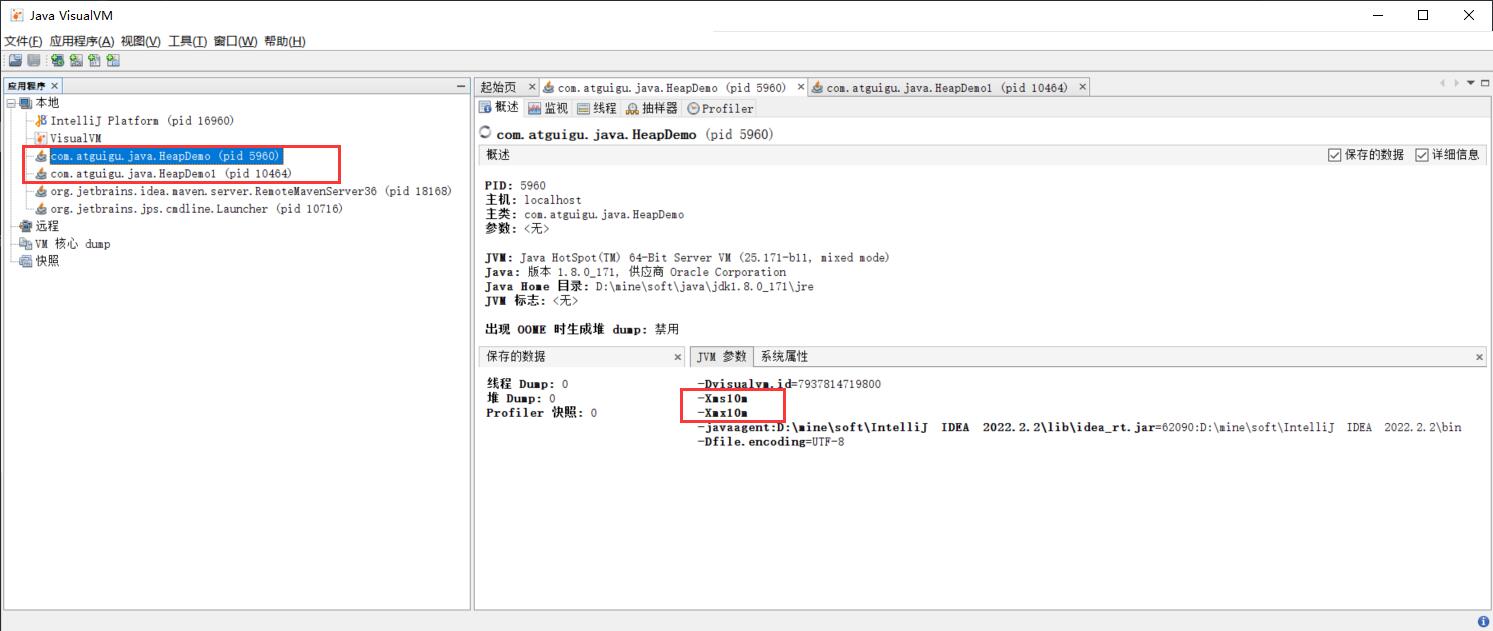 Java VisualVM
文件(F) 应用程序(A) 视图(V) 工具(T) 窗口(W) 帮助(H)
应用程序
本地
IntelliJ Platform (pid 16960)
VisualVM
com.atguigu.java.HeapDemo (pid 5960)
com.atguigu.java.HeapDemo1 (pid 10464)
org.jetbrains.idea.maven.server.RemoteMavenServer36 (pid 18168)
org.jetbrains.jps.cmdline.Launcher (pid 10716)
远程
VM 核心 dump
快照
起始页 com.atguigu.java.HeapDemo (pid 5960) com.atguigu.java.HeapDemo1 (pid 10464)
概述 监视 线程 抽样器 Profiler
com.atguigu.java.HeapDemo (pid 5960)
概述 保存的数据 详细信息
PID: 5960
主机: localhost
主类: com.atguigu.java.HeapDemo
参数: <无>
JVM: Java HotSpot(TM) 64-Bit Server VM (25.171-b11, mixed mode)
Java: 版本 1.8.0_171, 供应商 Oracle Corporation
Java Home 目录: D:\mine\soft\java\jdk1.8.0_171\jre
JVM 标志: <无>
出现 OOME 时生成堆 dump: 禁用
保存的数据
线程 Dump: 0
堆 Dump: 0
Profiler 快照: 0
JVM 参数 系统属性
-Dvisualvm.id=7937814719800
-Xms10m
-Xmx10m
-javaagent:D:\mine\soft\IntelliJ IDEA 2022.2.2\lib\idea_rt.jar=62090:D:\mine\soft\IntelliJ IDEA 2022.2.2\bin
-Dfile.encoding=UTF-8